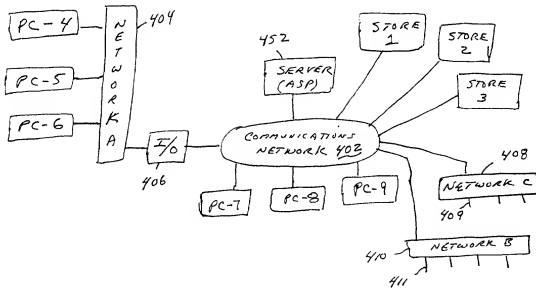 PC-4
PC-5
PC-6
NETWORK A
404
I/O
406
452
SERVER
(ASP)
STORE
1
STORE
2
STORE
3
COMMUNICATIONS
NETWORK 402
PC-7
PC-8
PC-9
408
NETWORK C
409
NETWORK B
410
411